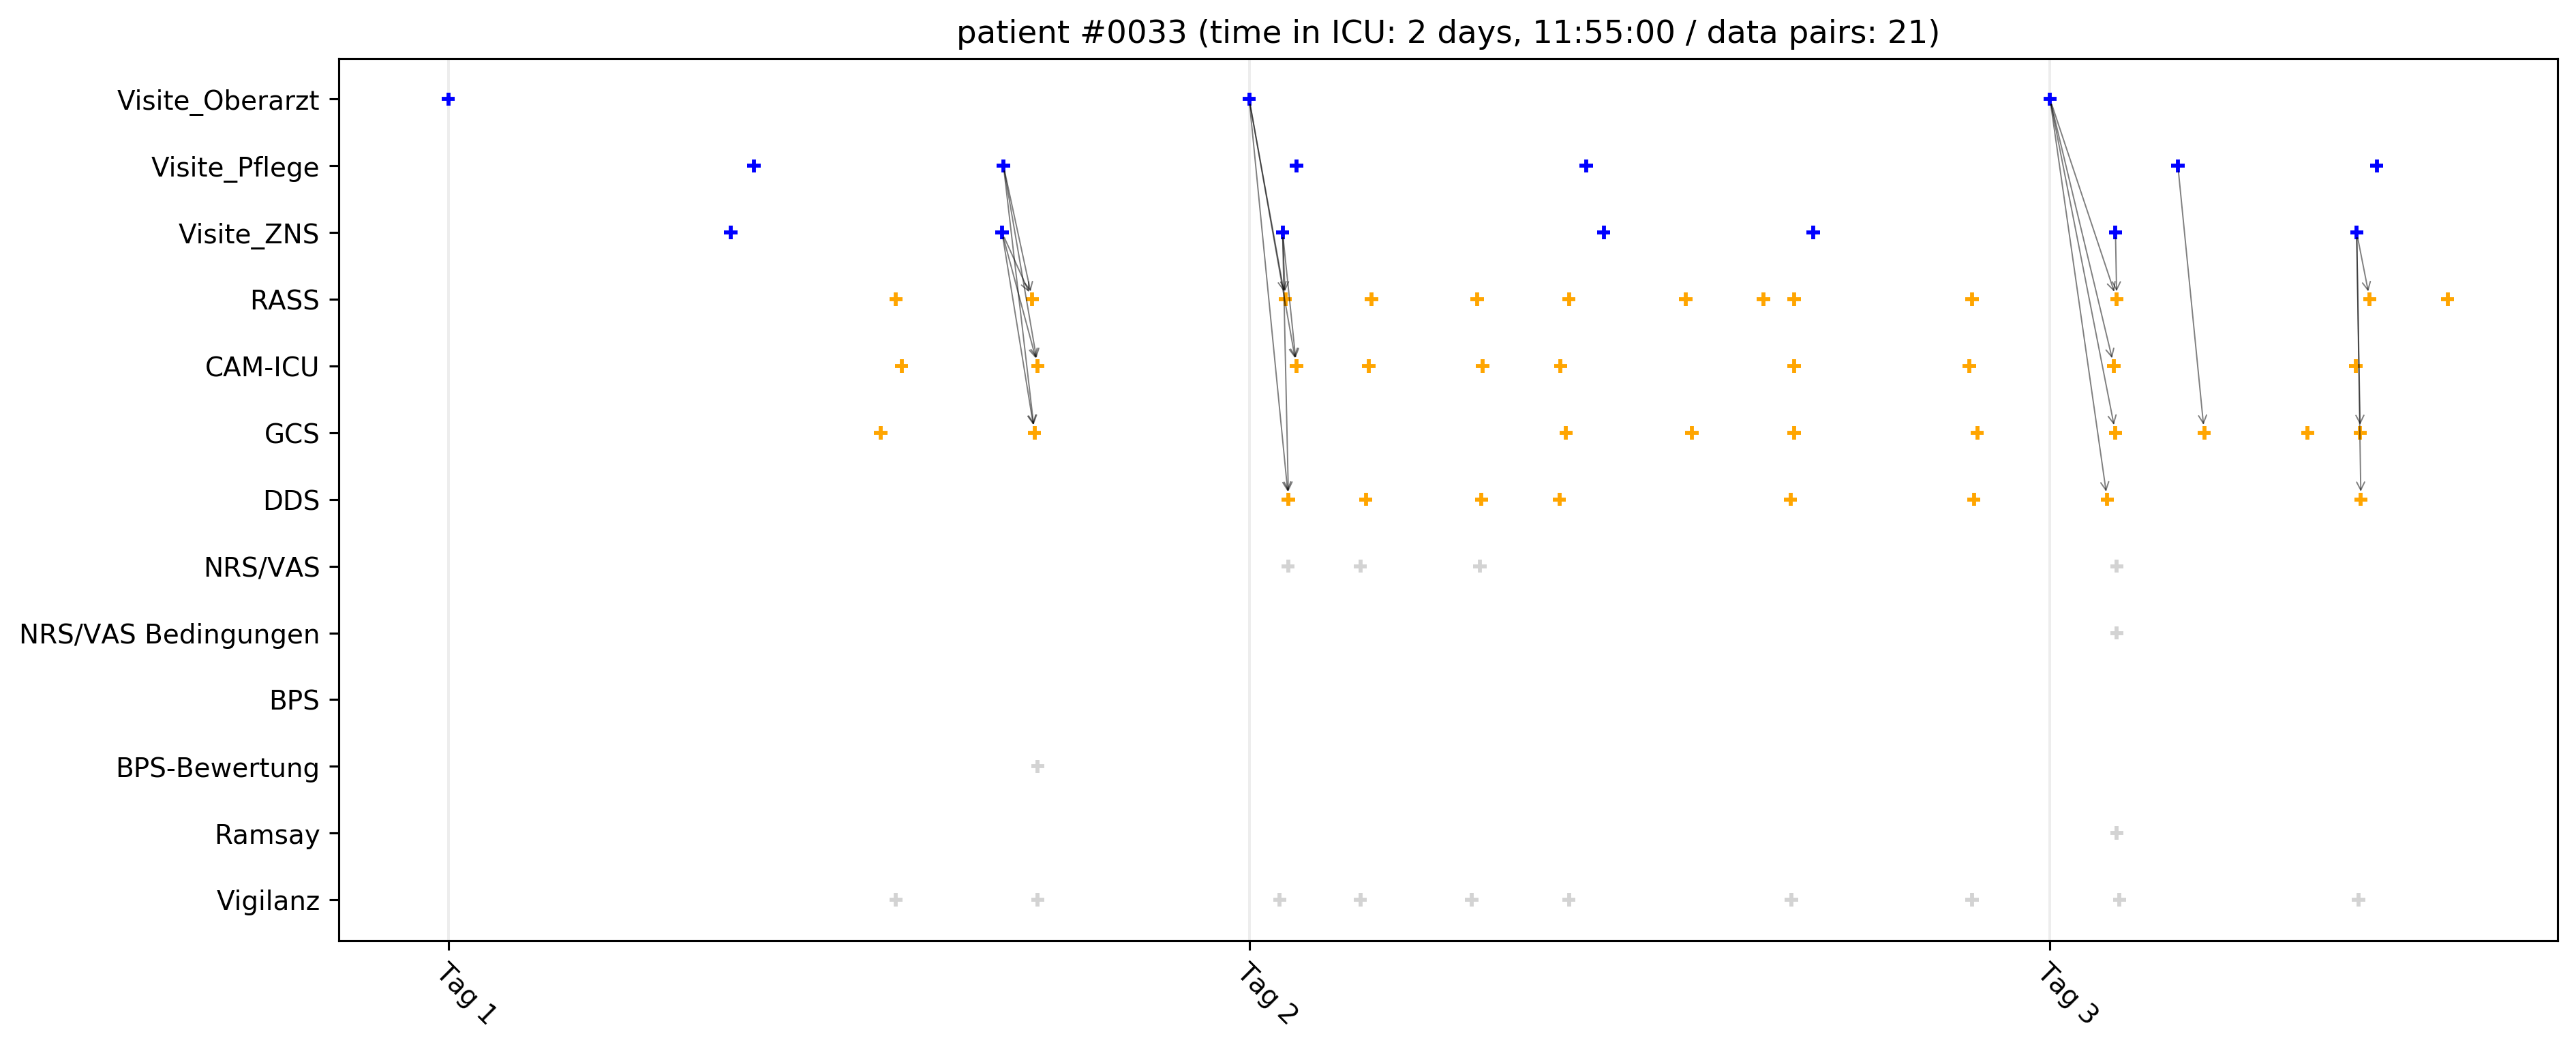 patient #0033 (time in ICU: 2 days, 11:55:00 / data pairs: 21)
Visite_Oberarzt
Visite_Pflege
Visite_ZNS
RASS
CAM-ICU
GCS
DDS
NRS/VAS
NRS/VAS Bedingungen
BPS
BPS-Bewertung
Ramsay
Vigilanz
Tag 1
Tag 2
Tag 3